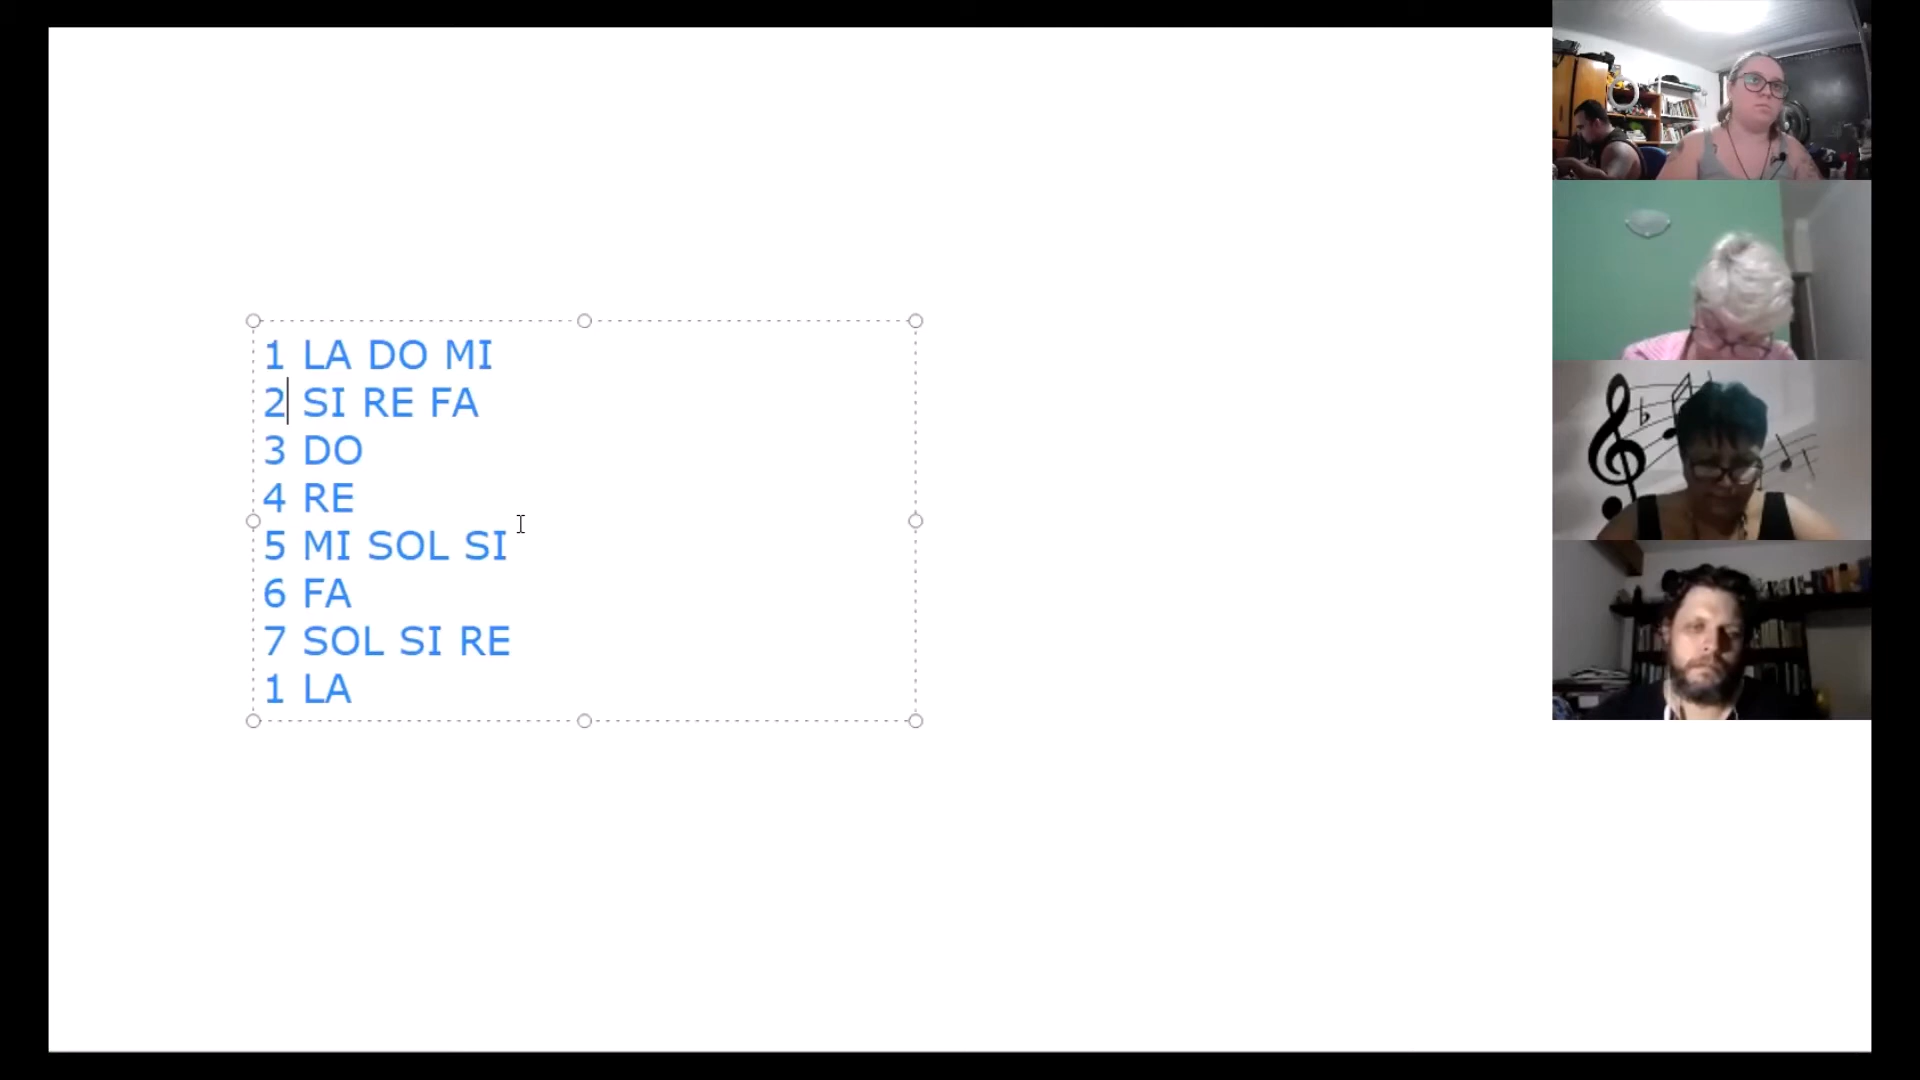 1 LA DO MI
2 SI RE FA
3 DO
4 RE
5 MI SOL SI
6 FA
7 SOL SI RE
1 LA